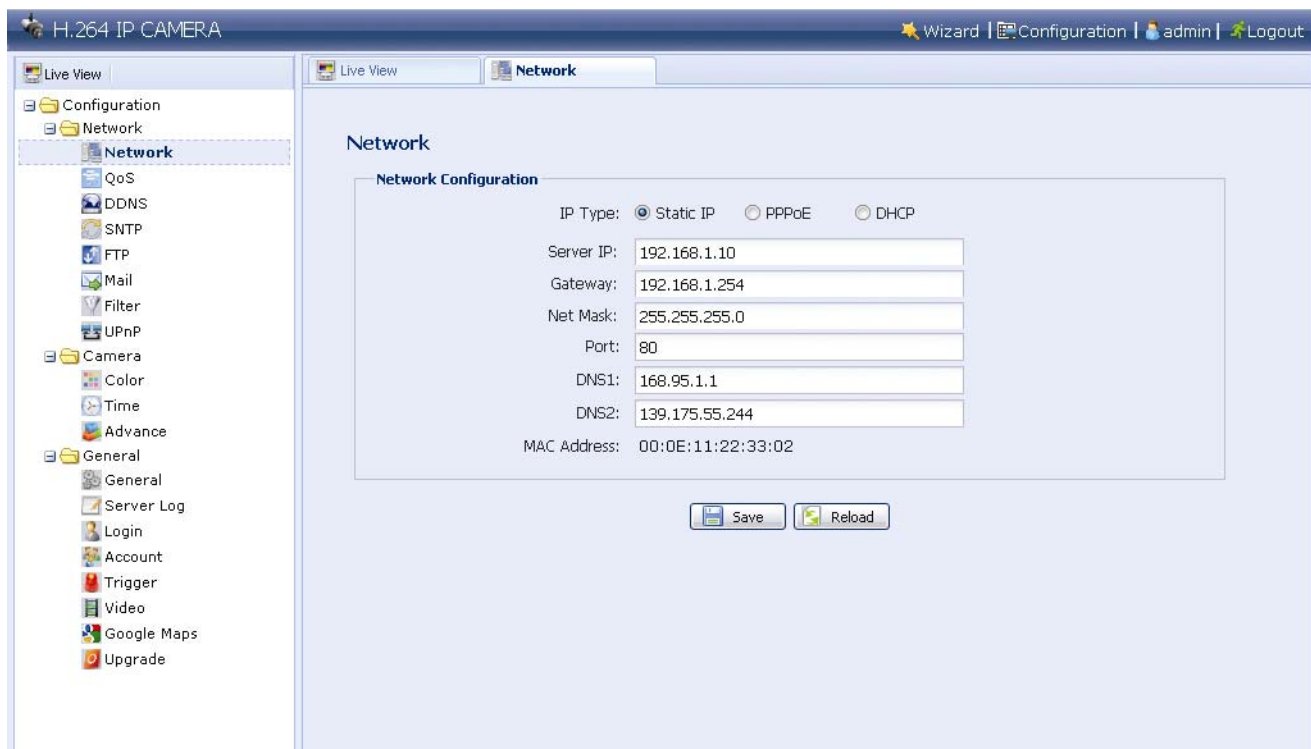 H.264 IP CAMERA
Wizard | Configuration | admin | Logout
Live View
Configuration
Network
Network
QoS
DDNS
SNTP
FTP
Mail
Filter
UPnP
Camera
Color
Time
Advance
General
General
Server Log
Login
Account
Trigger
Video
Google Maps
Upgrade
Live View
Network
Network
Network Configuration
IP Type: Static IP PPPoE DHCP
Server IP: 192.168.1.10
Gateway: 192.168.1.254
Net Mask: 255.255.255.0
Port: 80
DNS1: 168.95.1.1
DNS2: 139.175.55.244
MAC Address: 00:0E:11:22:33:02
Save Reload